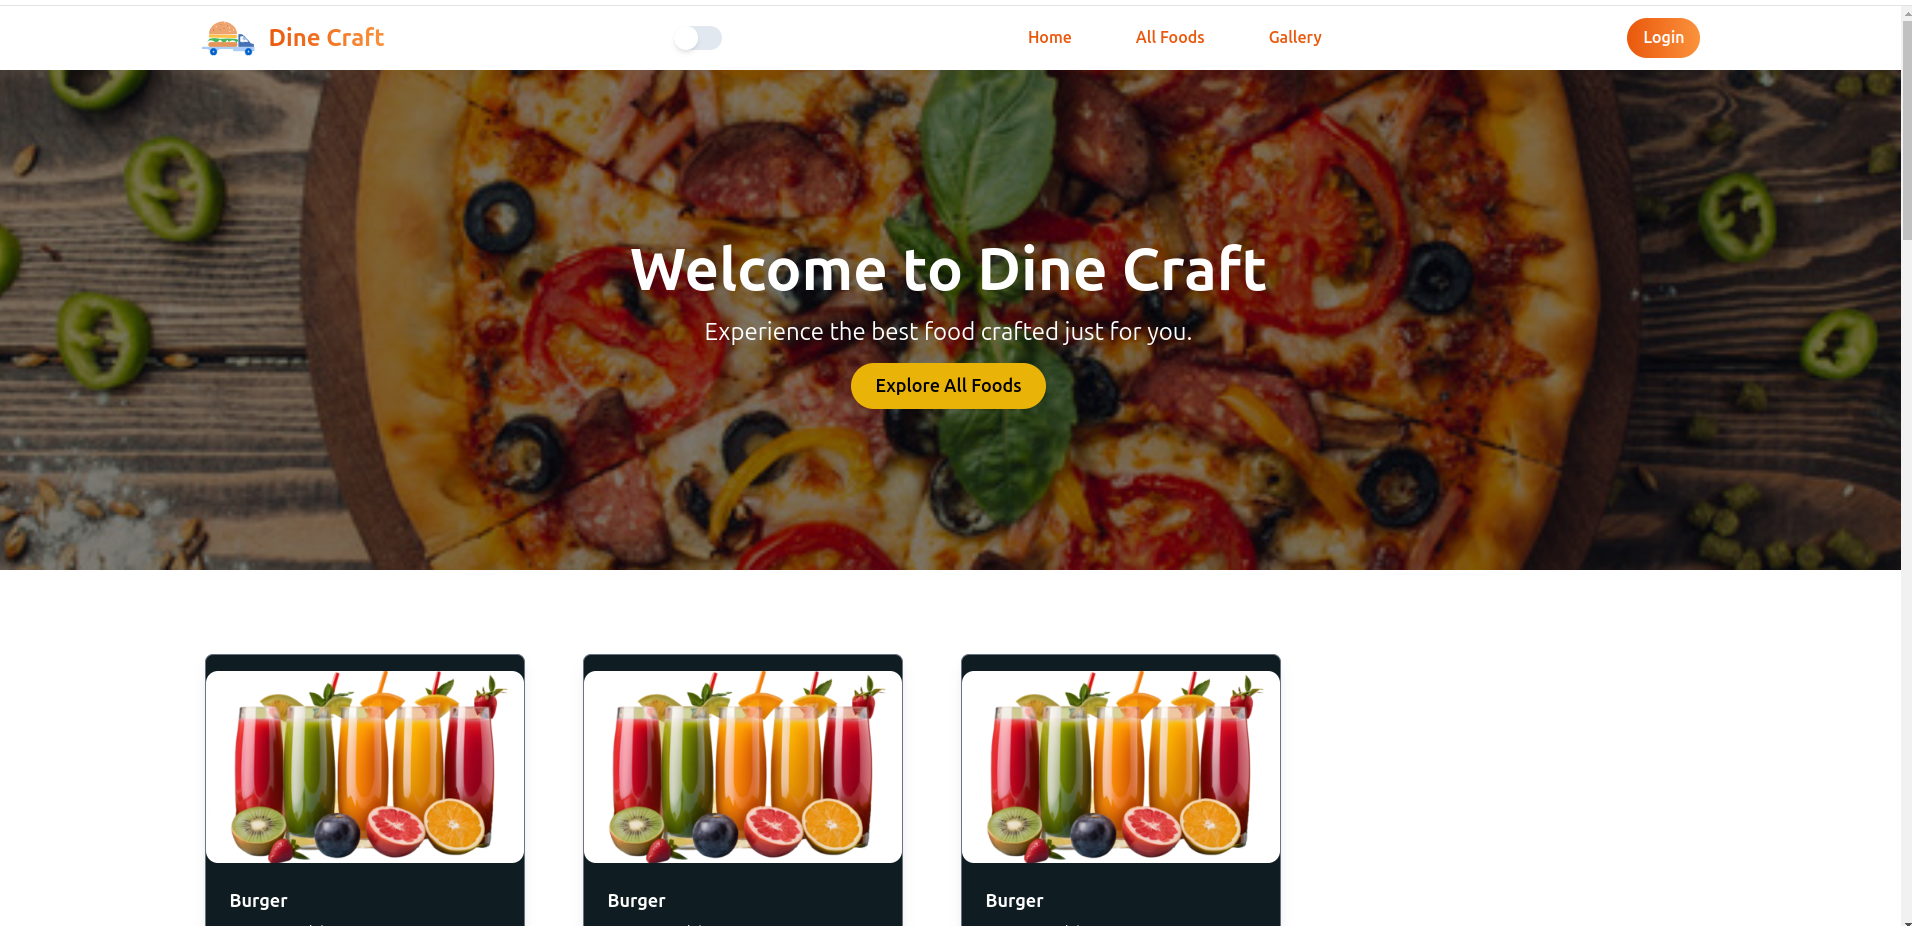 Dine Craft
Home
All Foods
Gallery
Login
Welcome to Dine Craft
Experience the best food crafted just for you.
Explore All Foods
Burger
Burger
Burger